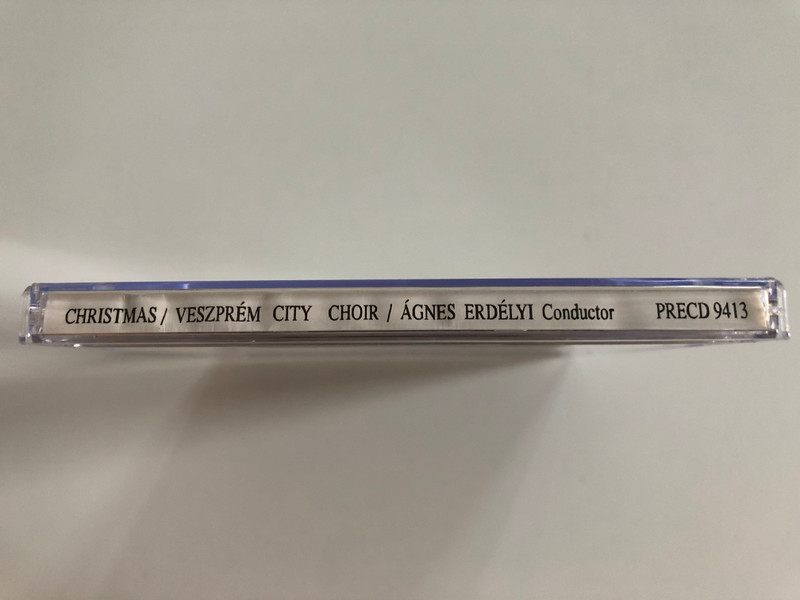 CHRISTMAS / VESZPRÉM CITY CHOIR / ÁGNES ERDÉLYI Conductor PRECD 9413